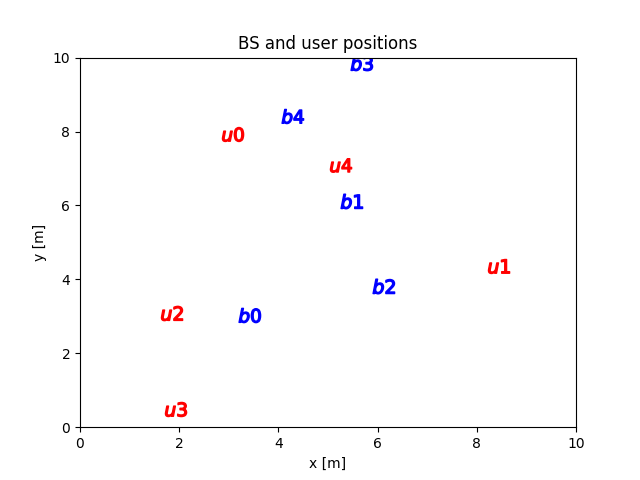 BS and user positions
10
b3
b4
8
u0
u4
6
b1
y [m]
u1
4
b2
u2
b0
2
u3
0
0 2 4 6 8 10
x [m]